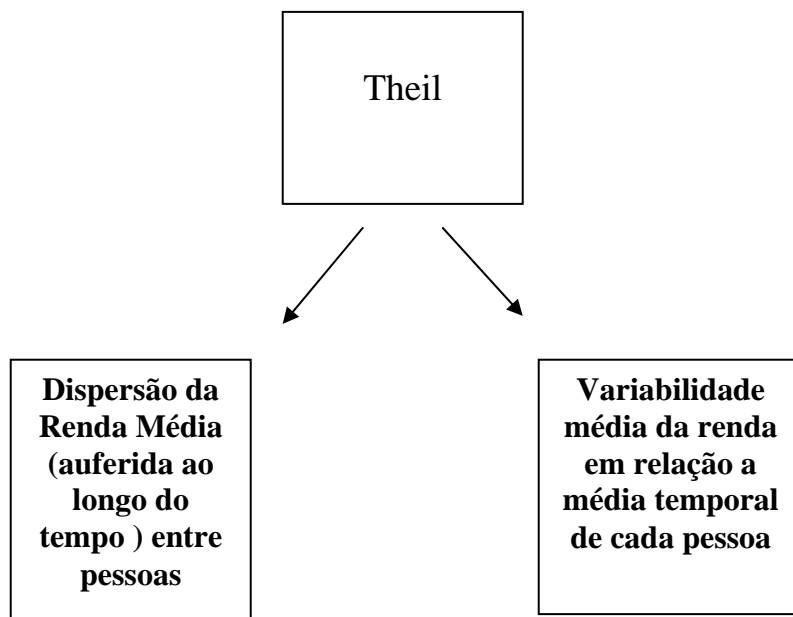 Theil
Dispersão da
Renda Média
(auferida ao
longo do
tempo ) entre
pessoas
Variabilidade
média da renda
em relação a
média temporal
de cada pessoa